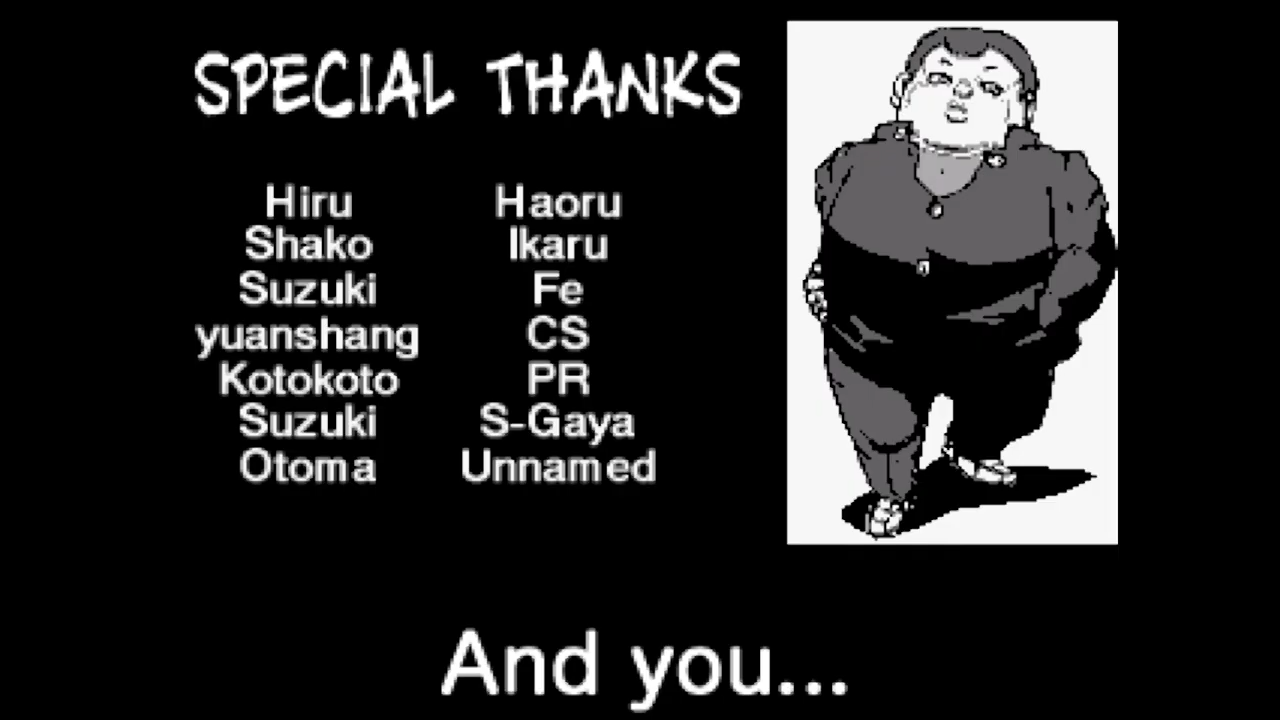 SPECIAL THANKS
Hiru Haoru
Shako Ikaru
Suzuki Fe
yuanshang CS
Kotokoto PR
Suzuki S-Gaya
Otoma Unnamed
And you...